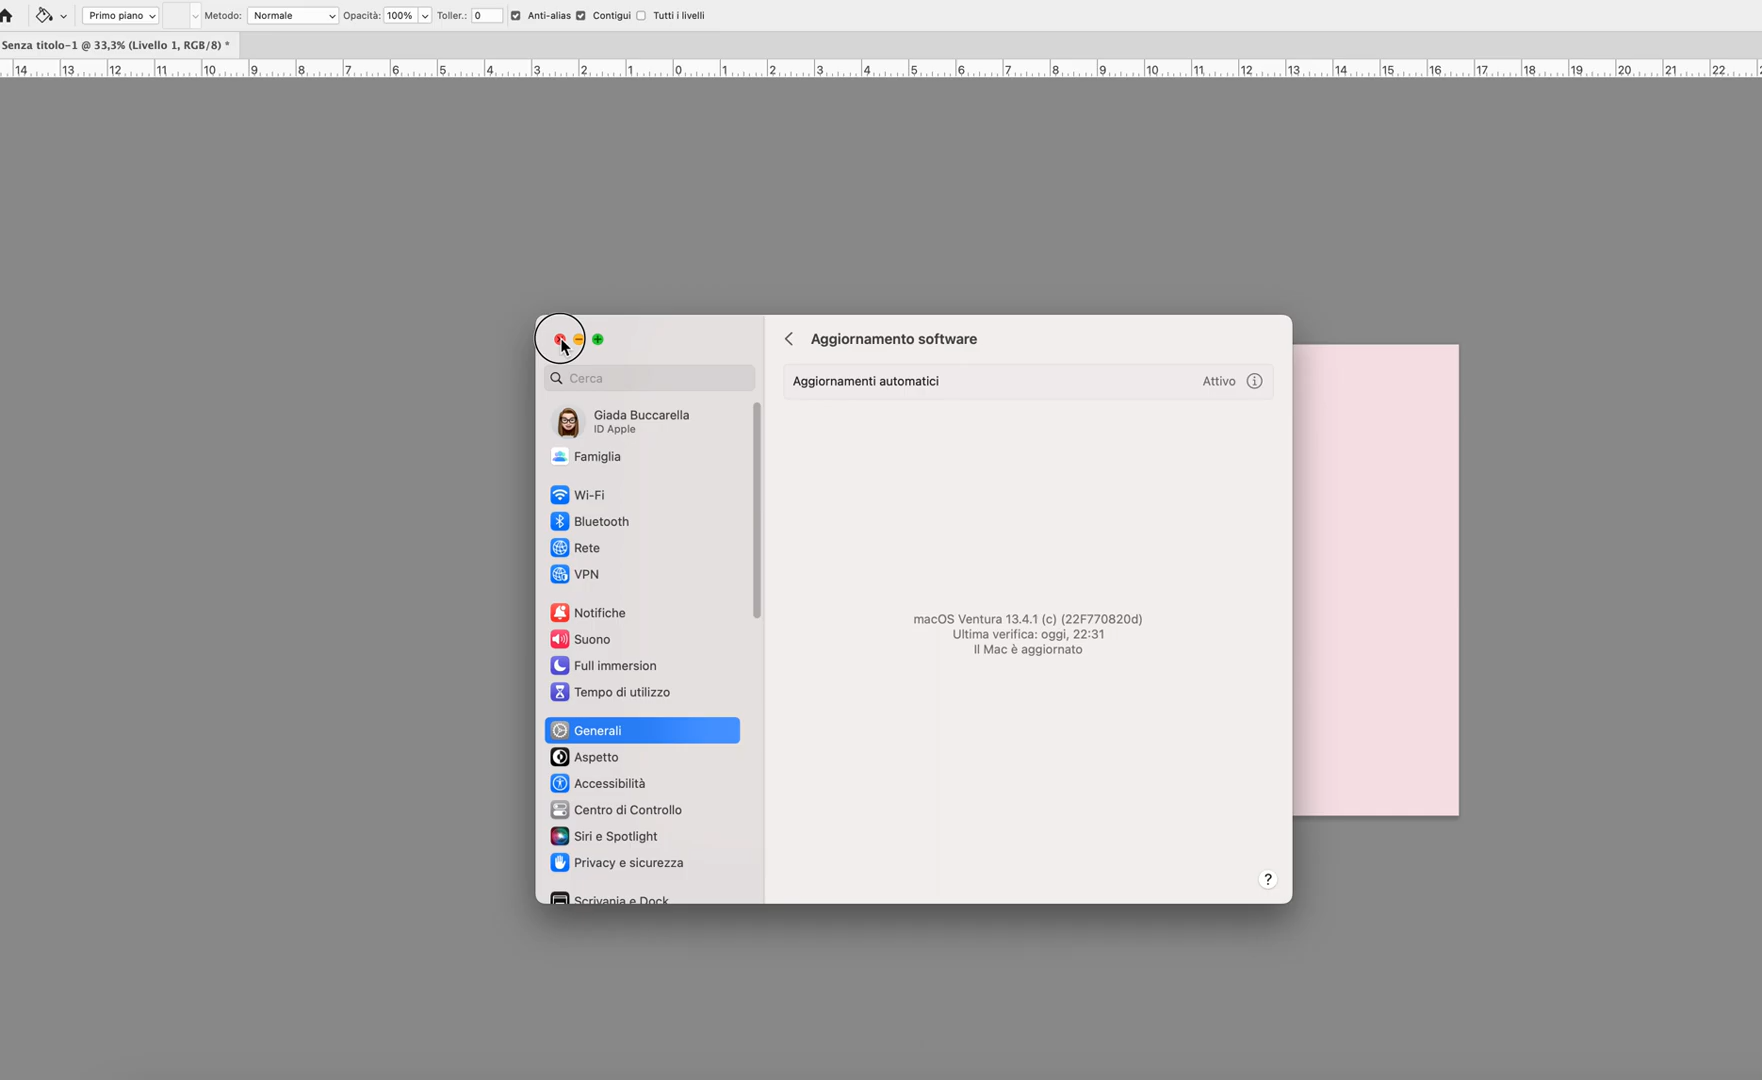 Primo piano Metodo: Normale Opacità: 100% Toller.: 0 Anti-alias Contigui Tutti i livelli
Senza titolo-1 @ 33,3% (Livello 1, RGB/8) *
14 13 12 11 10 9 8 7 6 5 4 3 2 1 0 1 2 3 4 5 6 7 8 9 10 11 12 13 14 15 16 17 18 19 20 21 22
Aggiornamento software
Cerca
Aggiornamenti automatici Attivo
Giada Buccarella
ID Apple
Famiglia
Wi-Fi
Bluetooth
Rete
VPN
Notifiche
Suono
Full immersion
Tempo di utilizzo
Generali
Aspetto
Accessibilità
Centro di Controllo
Siri e Spotlight
Privacy e sicurezza
Scrivania e Dock
macOS Ventura 13.4.1 (c) (22F770820d)
Ultima verifica: oggi, 22:31
Il Mac è aggiornato
?